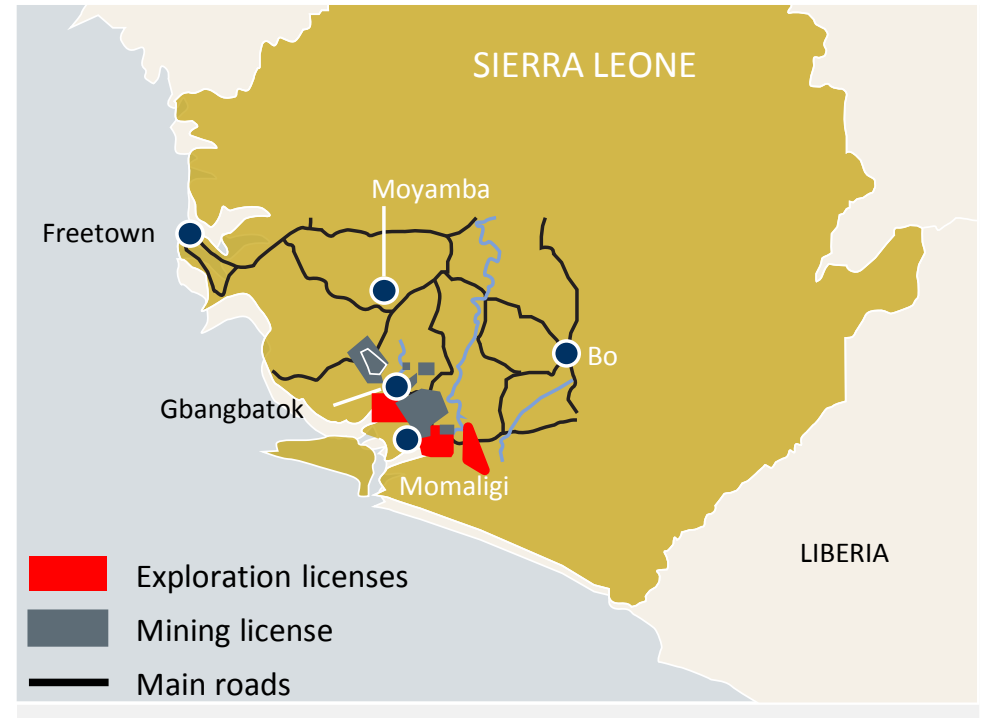 SIERRA LEONE
Moyamba
Freetown
Bo
Gbangbatok
Momaligi
LIBERIA
Exploration licenses
Mining license
Main roads